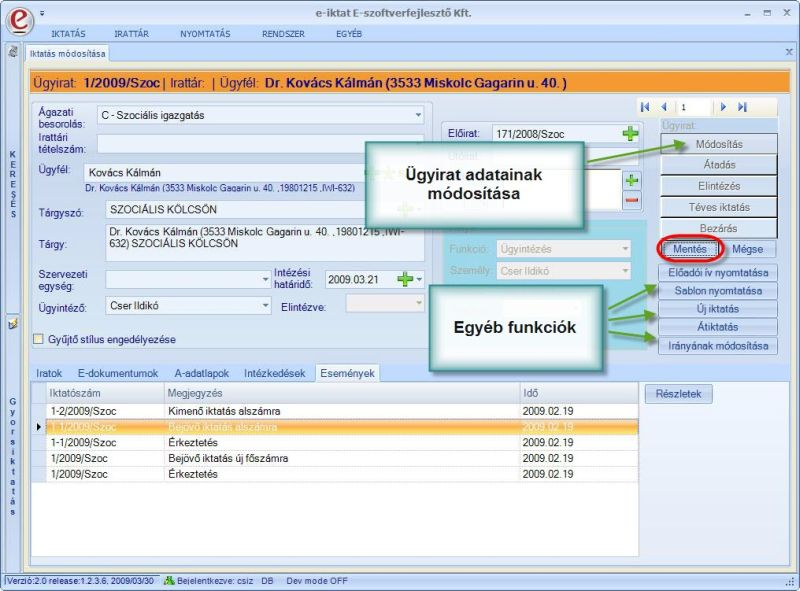 e-iktat E-szoftverfejlesztő Kft.
IKTATÁS IRATTÁR NYOMTATÁS RENDSZER EGYÉB
Iktatás módosítása
Ügyirat: 1/2009/Szoc | Irattár: | Ügyfél: Dr. Kovács Kálmán (3533 Miskolc Gagarin u. 40. )
KERESÉS
Gyorsiktatás
Ágazati besorolás:
C - Szociális igazgatás
Irattári tételszám:
Ügyfél:
Kovács Kálmán
Dr. Kovács Kálmán (3533 Miskolc Gagarin u. 40. ,19801215 ,IWI-632)
Tárgyszó:
SZOCIÁLIS KÖLCSÖN
Tárgy:
Dr. Kovács Kálmán (3533 Miskolc Gagarin u. 40. ,19801215 ,IWI-
632) SZOCIÁLIS KÖLCSÖN
Szervezeti egység:
Intézési határidő:
2009.03.21
Ügyintéző:
Cser Ildikó
Elintézve:
Gyűjtő stílus engedélyezése
Előirat:
171/2008/Szoc
Ügyirat adatainak
módosítása
Funkció:
Ügyintézés
Személy:
Cser Ildikó
Egyéb funkciók
1
Ügyirat:
Módosítás
Átadás
Elintézés
Téves iktatás
Bezárás
Mentés
Mégse
Előadói ív nyomtatása
Sablon nyomtatása
Új iktatás
Átiktatás
Irányának módosítása
Iratok E-dokumentumok A-adatlapok Intézkedések Események
Iktatószám Megjegyzés Idő
1-2/2009/Szoc Kimenő iktatás alszámra 2009.02.19
1-1/2009/Szoc Bejövő iktatás alszámra 2009.02.19
1-1/2009/Szoc Érkeztetés 2009.02.19
1/2009/Szoc Bejövő iktatás új főszámra 2009.02.19
1/2009/Szoc Érkeztetés 2009.02.19
Részletek
Verzió:2.0 release:1.2.3.6, 2009/03/30 Bejelentkezve: csiz DB Dev mode OFF